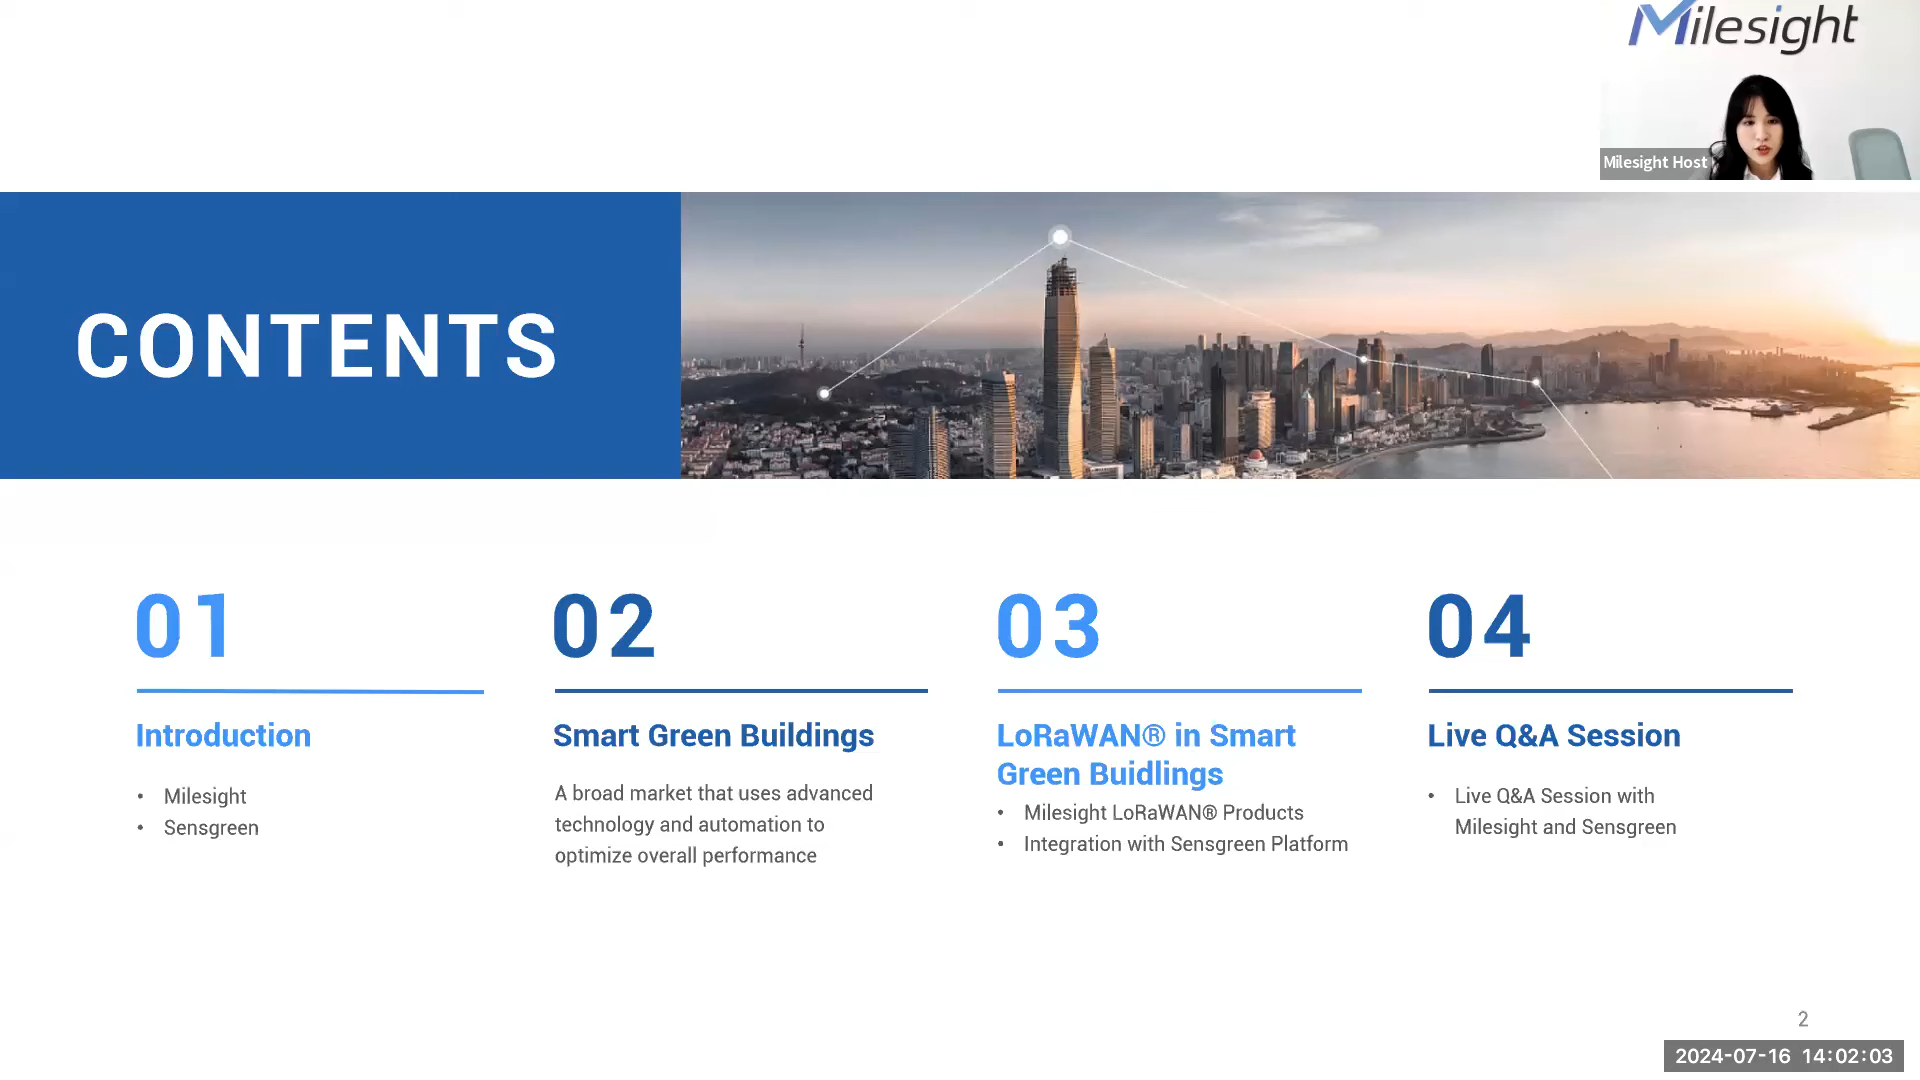 Milesight
Milesight Host
CONTENTS
01
Introduction
• Milesight
• Sensgreen
02
Smart Green Buildings
A broad market that uses advanced
technology and automation to
optimize overall performance
03
LoRaWAN® in Smart
Green Buidlings
• Milesight LoRaWAN® Products
• Integration with Sensgreen Platform
04
Live Q&A Session
• Live Q&A Session with
Milesight and Sensgreen
2
2024-07-16 14:02:03